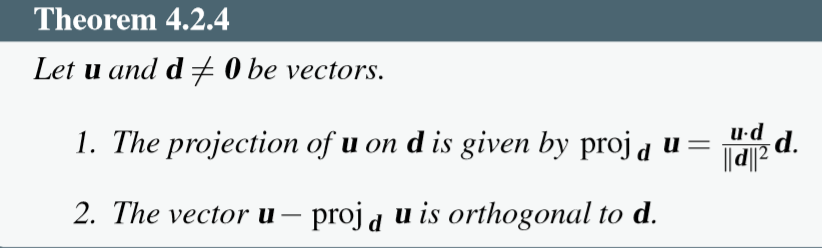 Theorem 4.2.4
Let u and d ≠ 0 be vectors.
1. The projection of u on d is given by proj_d u = \frac{u·d}{‖d‖²} d.
2. The vector u − proj_d u is orthogonal to d.